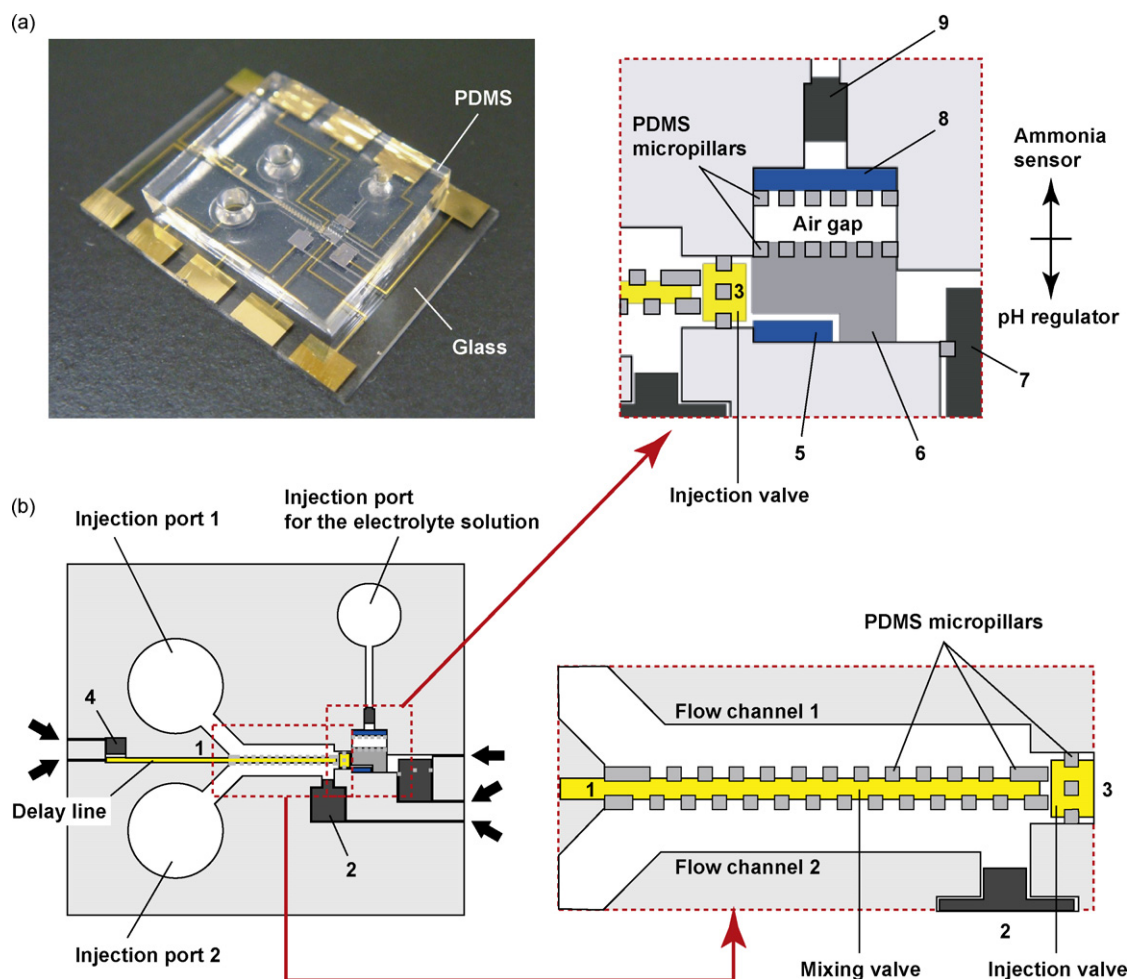 (a)
PDMS
Glass
9
8
PDMS
micropillars
Air gap
Ammonia
sensor
3
pH regulator
7
5
6
Injection valve
(b)
Injection port 1
Injection port
for the electrolyte solution
4
1
Delay line
2
Injection port 2
PDMS micropillars
Flow channel 1
1
3
Flow channel 2
2
Mixing valve
Injection valve